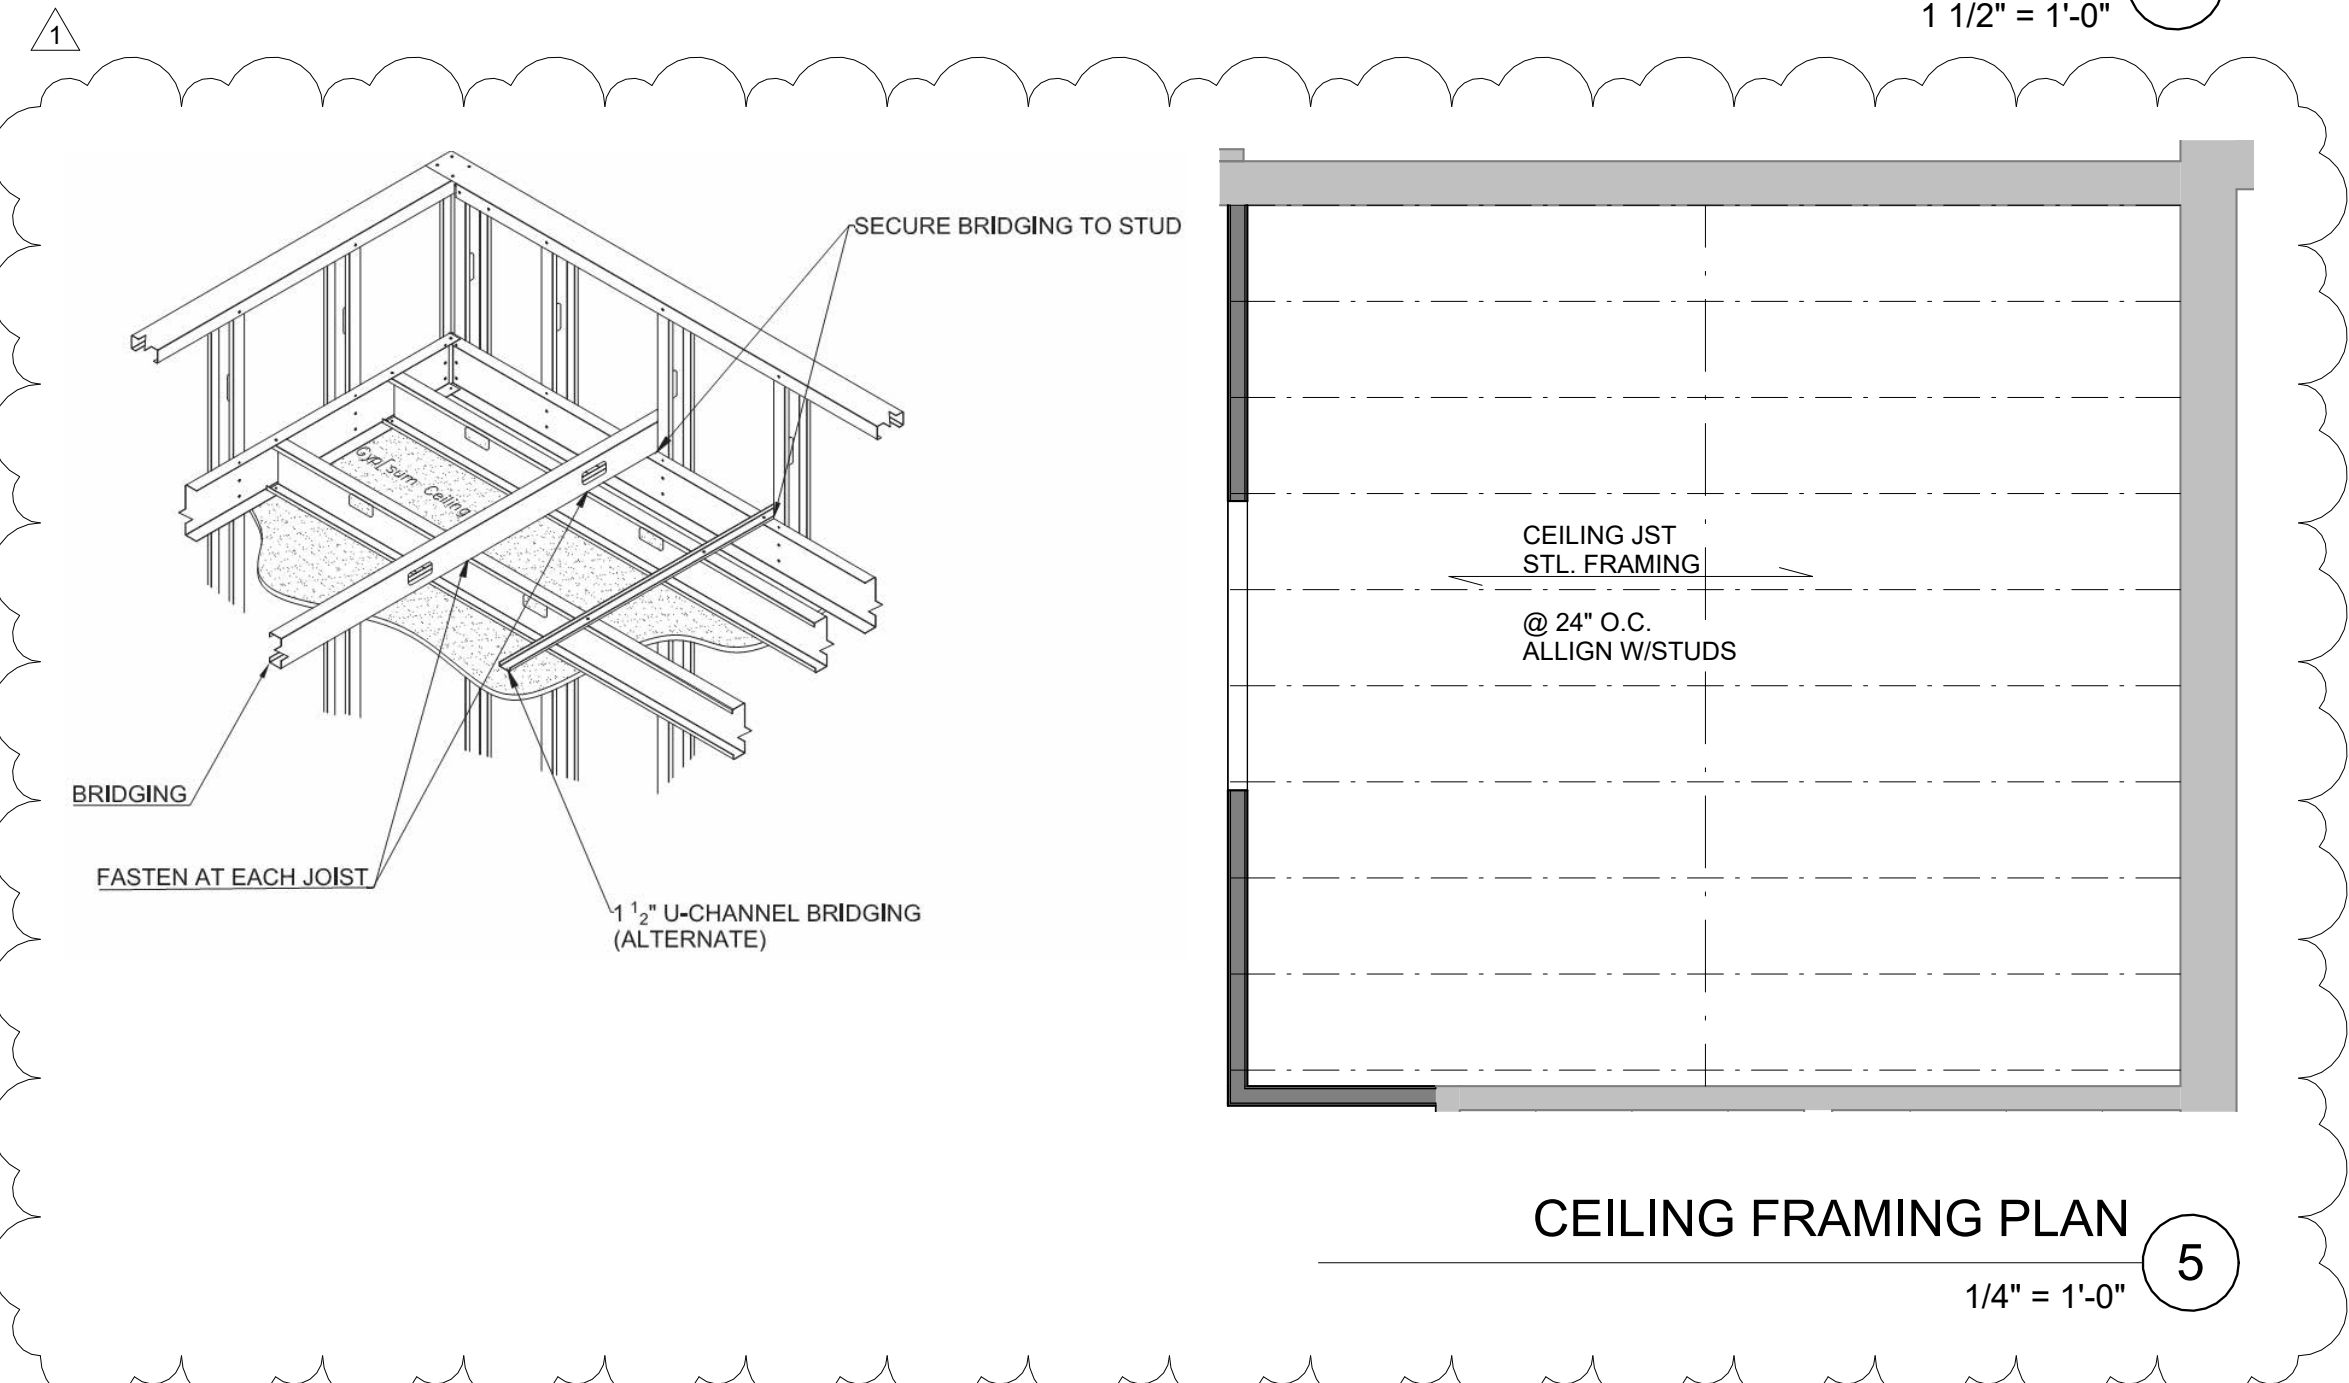 1 1/2" = 1'-0"
1
SECURE BRIDGING TO STUD
Gypsum Ceiling
BRIDGING
FASTEN AT EACH JOIST
1 1/2" U-CHANNEL BRIDGING
(ALTERNATE)
CEILING JST
STL. FRAMING
@ 24" O.C.
ALLIGN W/STUDS
CEILING FRAMING PLAN
5
1/4" = 1'-0"